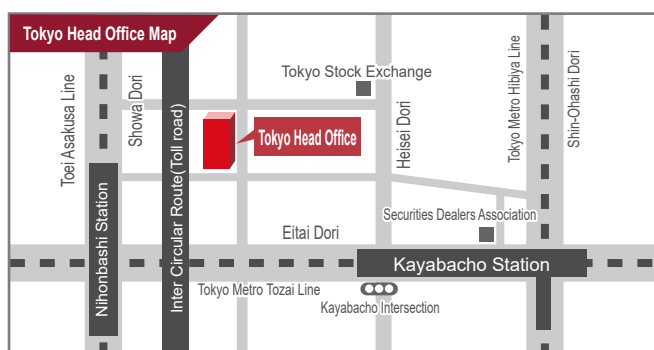 Tokyo Head Office Map
Toei Asakusa Line
Showa Dori
Inter Circular Route(Toll road)
Nihonbashi Station
Tokyo Stock Exchange
Tokyo Head Office
Heisei Dori
Tokyo Metro Hibiya Line
Shin-Ohashi Dori
Securities Dealers Association
Eitai Dori
Kayabacho Station
Tokyo Metro Tozai Line
Kayabacho Intersection